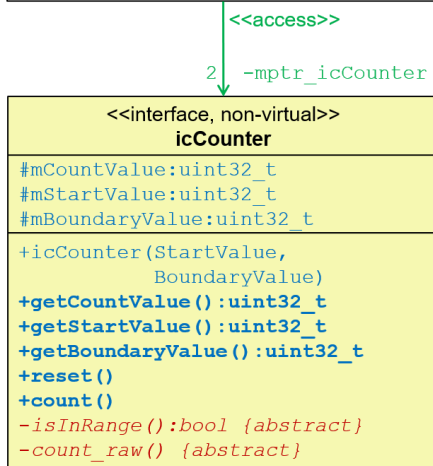 <<access>>
2 -mptr_icCounter
<<interface, non-virtual>>
icCounter
#mCountValue:uint32_t
#mStartValue:uint32_t
#mBoundaryValue:uint32_t
+icCounter(StartValue,
BoundaryValue)
+getCountValue():uint32_t
+getStartValue():uint32_t
+getBoundaryValue():uint32_t
+reset()
+count()
-isInRange():bool {abstract}
-count_raw() {abstract}